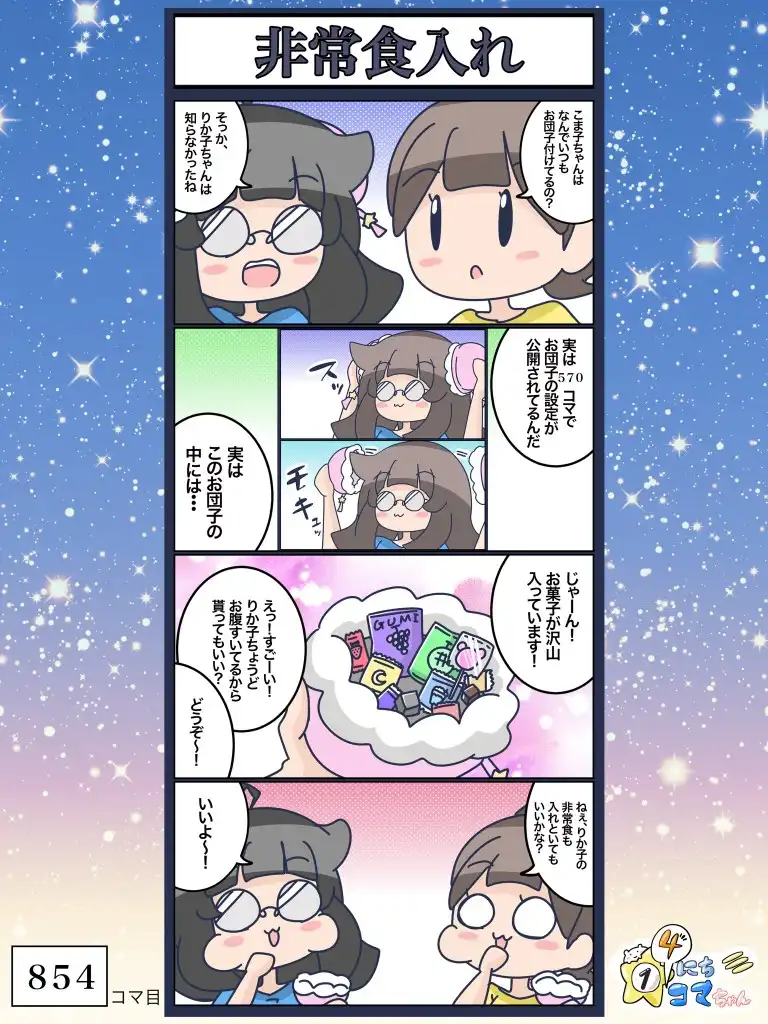 非常食入れ
こま子ちゃんは
なんでいつも
お団子付けてるの？
そっか、
りか子ちゃんは
知らなかったね
実は
570コマで
お団子の設定が
公開されてるんだ
スッ
モキュッ
実は
このお団子の
中には…
じゃーん！
お菓子が沢山
入っています！
GUMI
C
えっ！すごーい！
りか子ちょうど
お腹すいてるから
貰ってもいい？
どうぞ〜！
ねぇ、りか子の
非常食も
入れといても
いいかな？
いいよ〜！
854
コマ目
1
にち
4
コマ
ちゃん